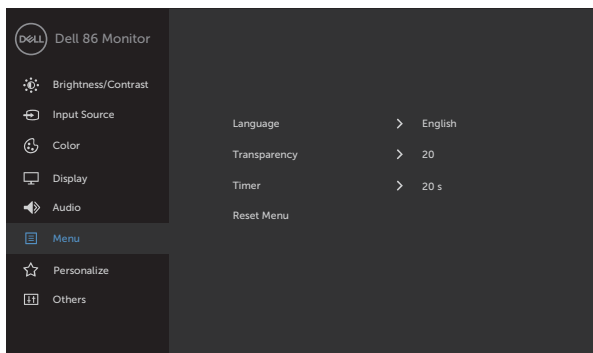 DELL Dell 86 Monitor
Brightness/Contrast
Input Source
Color
Display
Audio
Menu
Personalize
Others
Language > English
Transparency > 20
Timer > 20 s
Reset Menu